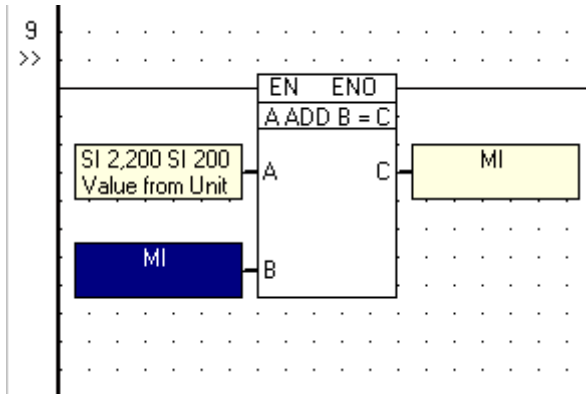 9
>>
EN ENO
A ADD B = C
SI 2,200 SI 200
Value from Unit
A
C
MI
MI
B